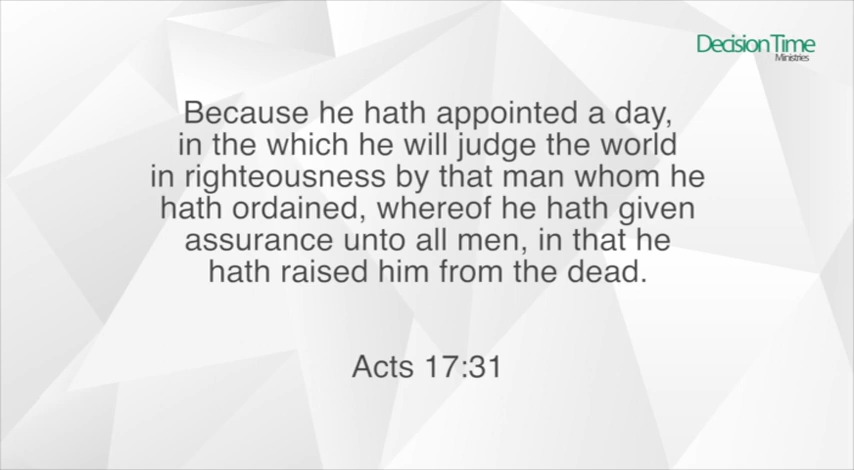 DecisionTime
Ministries
Because he hath appointed a day,
in the which he will judge the world
in righteousness by that man whom he
hath ordained, whereof he hath given
assurance unto all men, in that he
hath raised him from the dead.
Acts 17:31